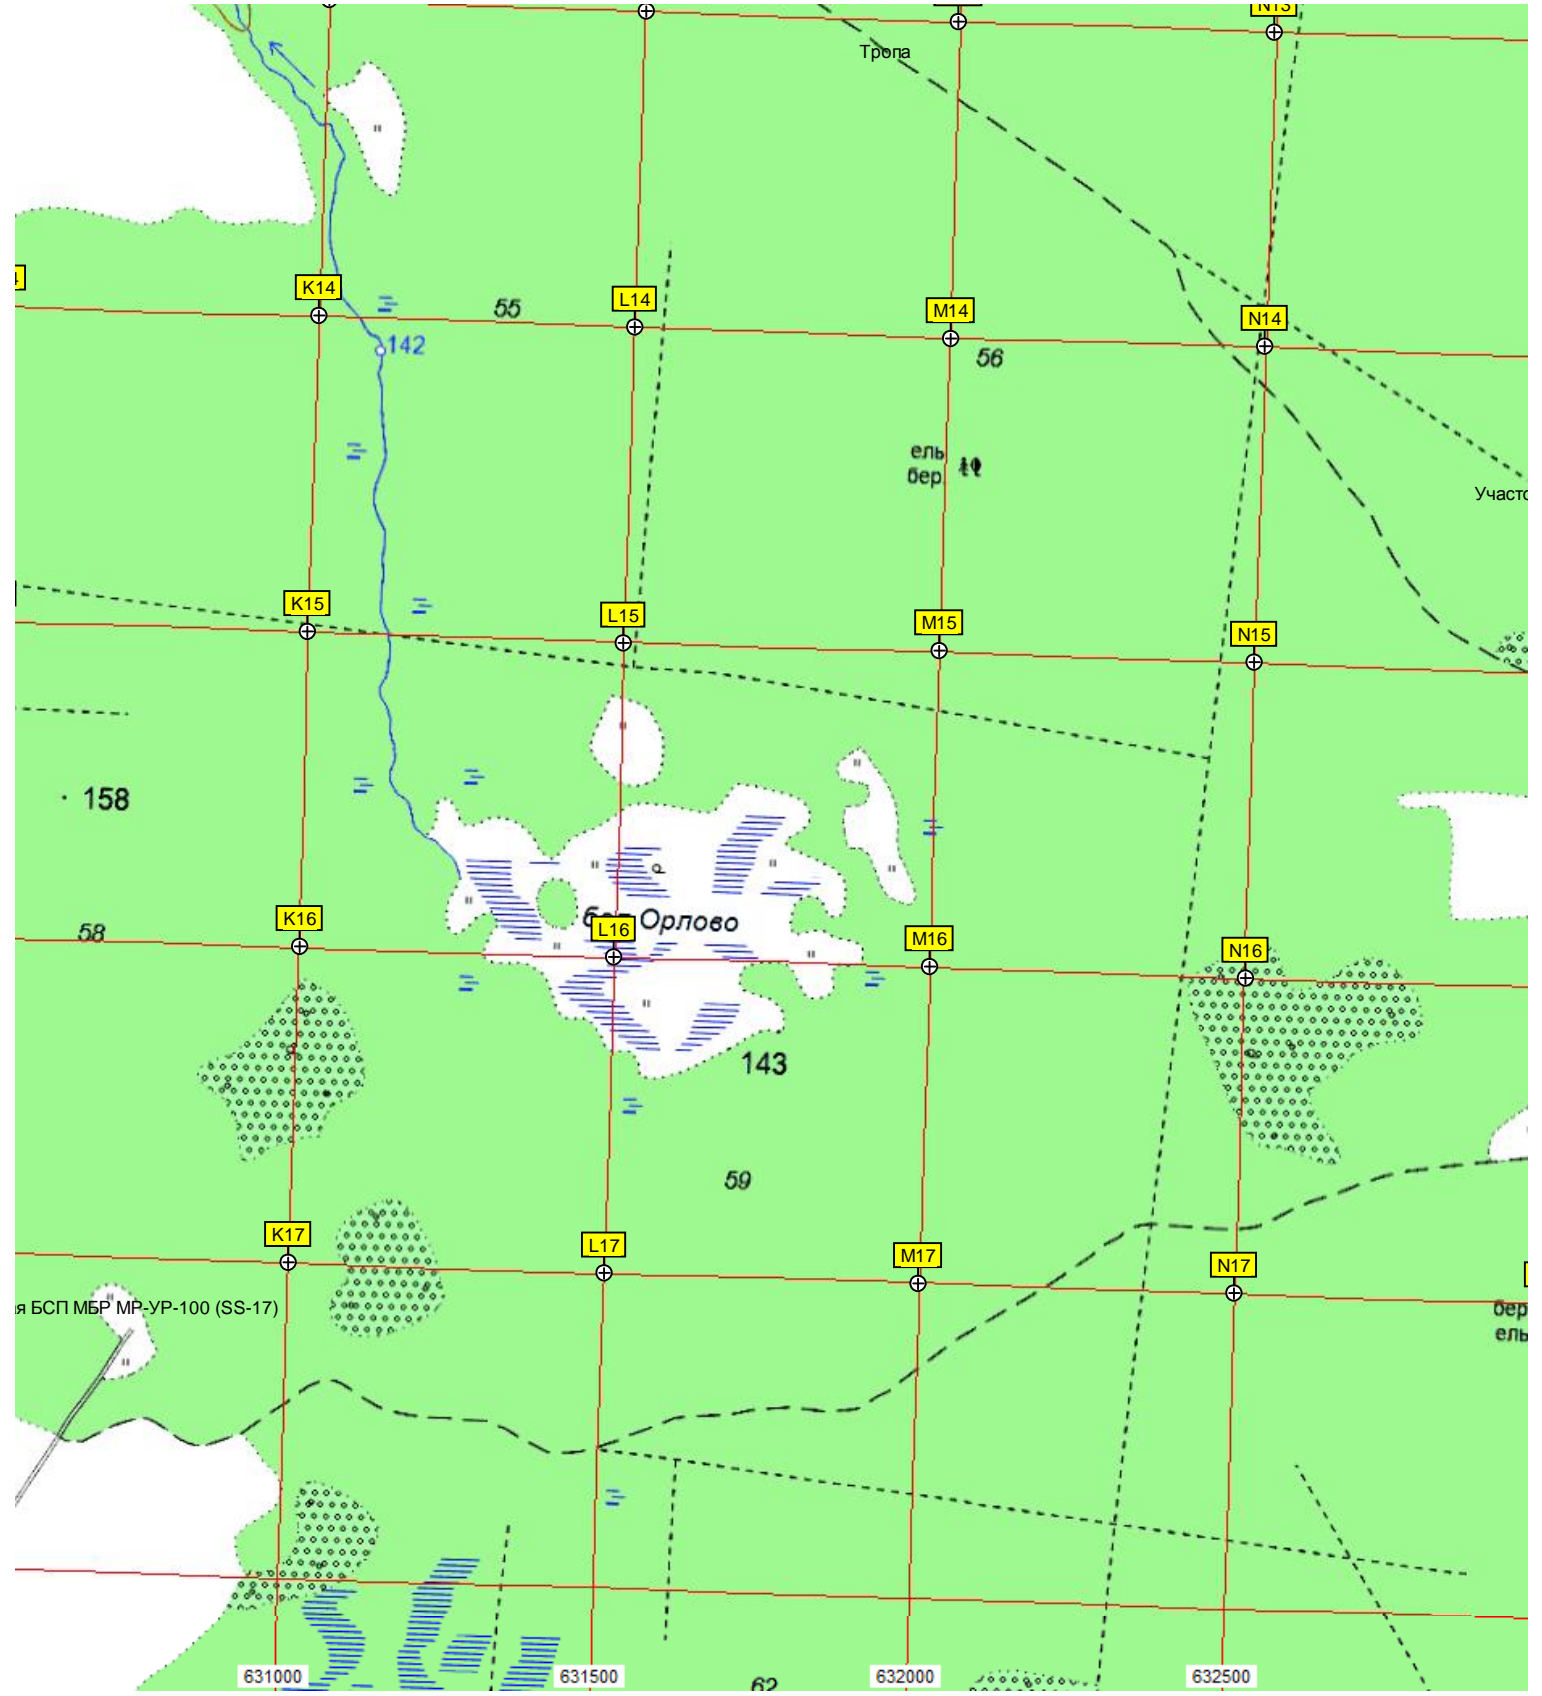 N13
Тропа
K14
L14
M14
N14
55
142
56
ель
бер.
K15
L15
M15
N15
158
K16
58
бол. Орлово
L16
M16
N16
143
59
K17
L17
M17
N17
я БСП МБР МР-УР-100 (SS-17)
бер
ель
631000
631500
632000
632500
62